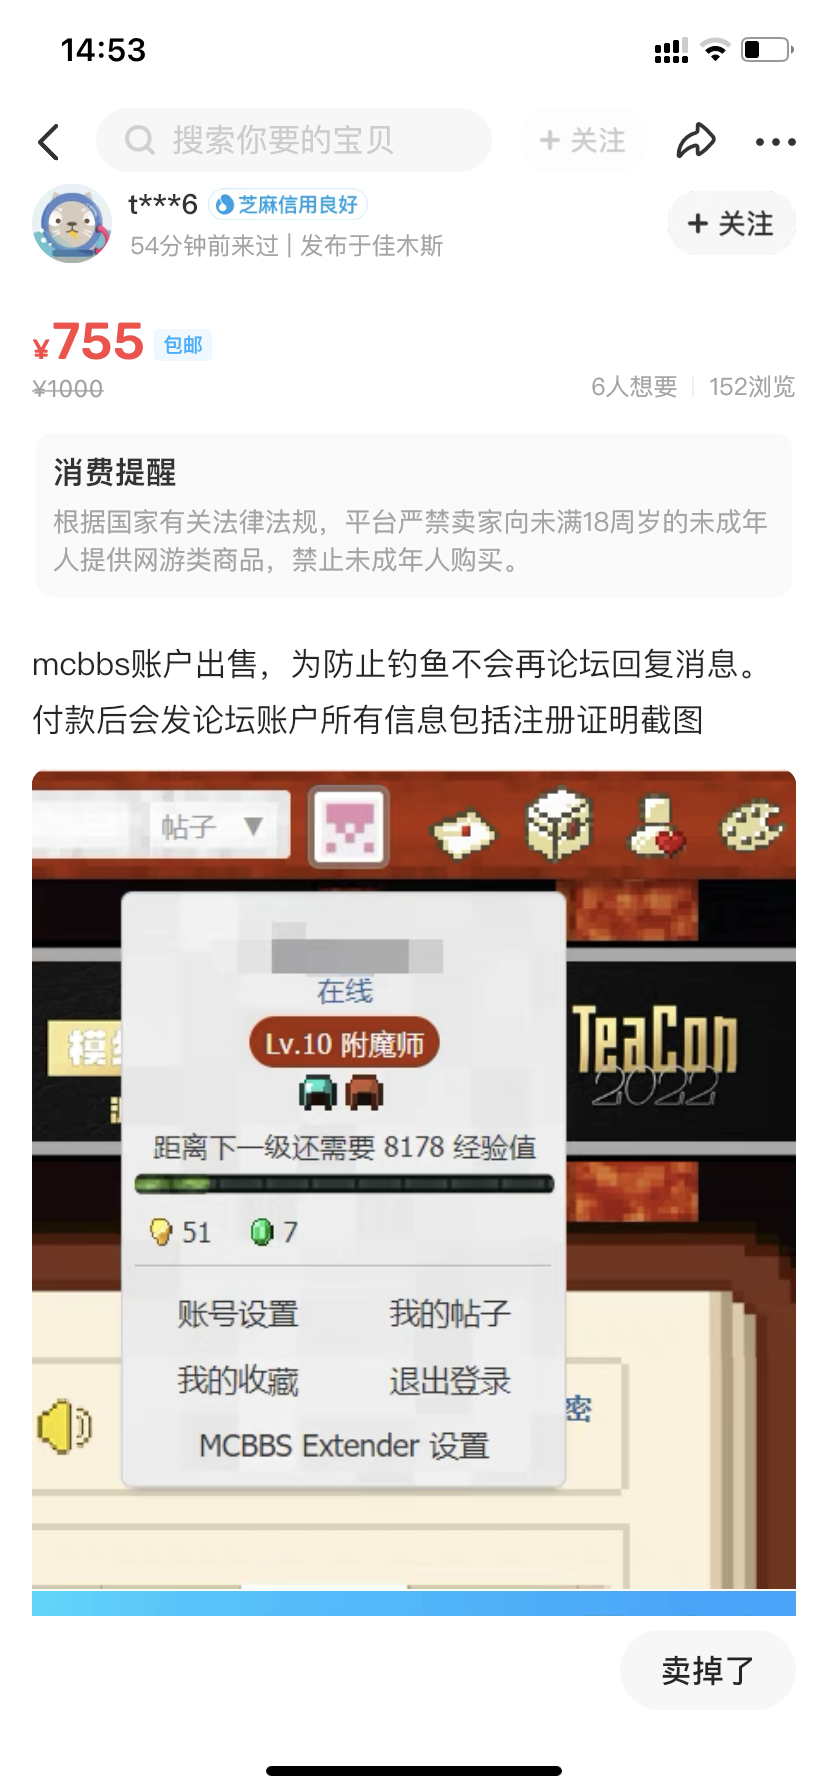 14:53
搜索你要的宝贝
+ 关注
t***6 芝麻信用良好
54分钟前来过 | 发布于佳木斯
+ 关注
¥755 包邮
¥1000
6人想要 | 152浏览
消费提醒
根据国家有关法律法规，平台严禁卖家向未满18周岁的未成年
人提供网游类商品，禁止未成年人购买。
mcbbs账户出售，为防止钓鱼不会再论坛回复消息。
付款后会发论坛账户所有信息包括注册证明截图
帖子 ▼
在线
Lv.10 附魔师
模
TeaCon
2022
距离下一级还需要 8178 经验值
51 7
账号设置 我的帖子
我的收藏 退出登录
密
MCBBS Extender 设置
卖掉了